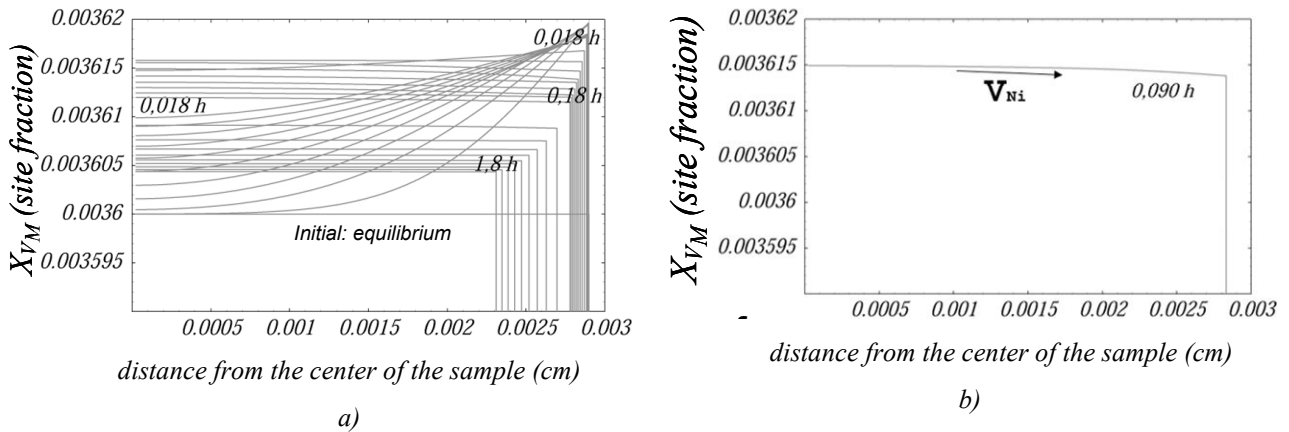 0.00362
0.003615
0.00361
0.003605
0.0036
0.003595
X_{V_M} (site fraction)
0,018 h
0,18 h
0,018 h
1,8 h
Initial: equilibrium
0.0005 0.001 0.0015 0.002 0.0025 0.003
distance from the center of the sample (cm)
a)
0.00362
0.003615
0.00361
0.003605
0.0036
0.003595
X_{V_M} (site fraction)
V_{Ni}
0,090 h
0.0005 0.001 0.0015 0.002 0.0025 0.003
distance from the center of the sample (cm)
b)